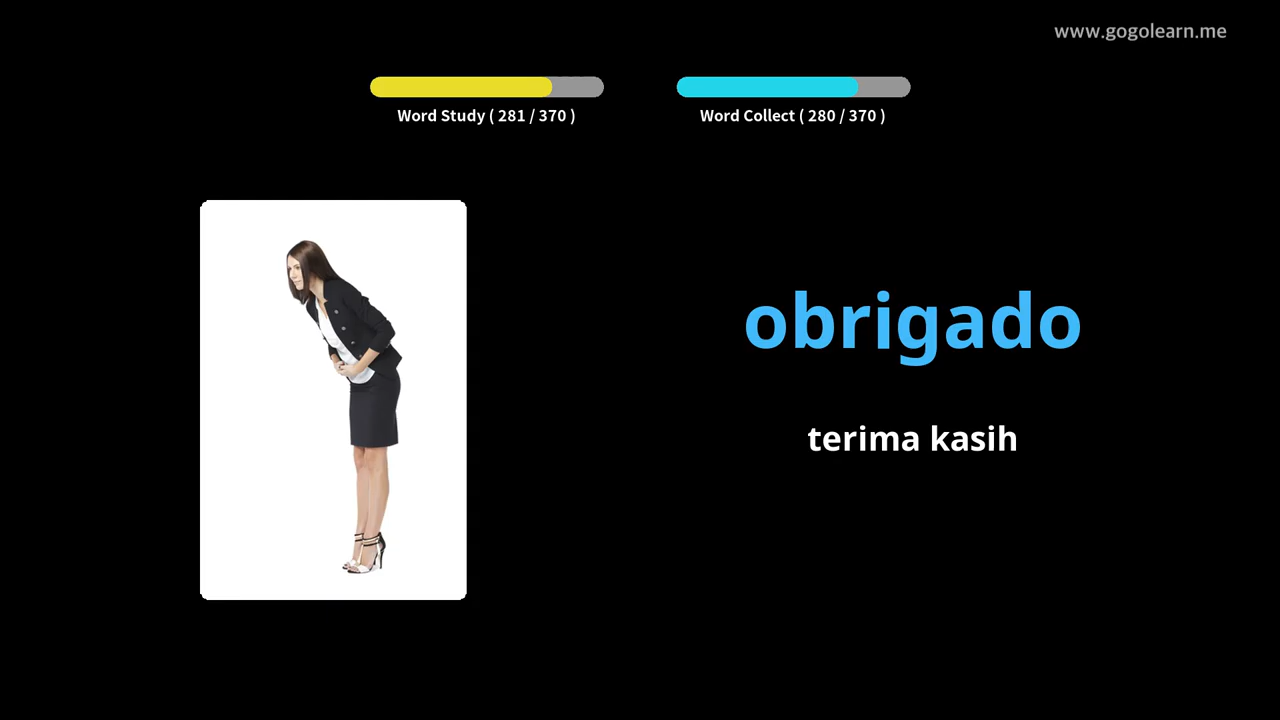 www.gogolearn.me
Word Study ( 281 / 370 )
Word Collect ( 280 / 370 )
obrigado
terima kasih